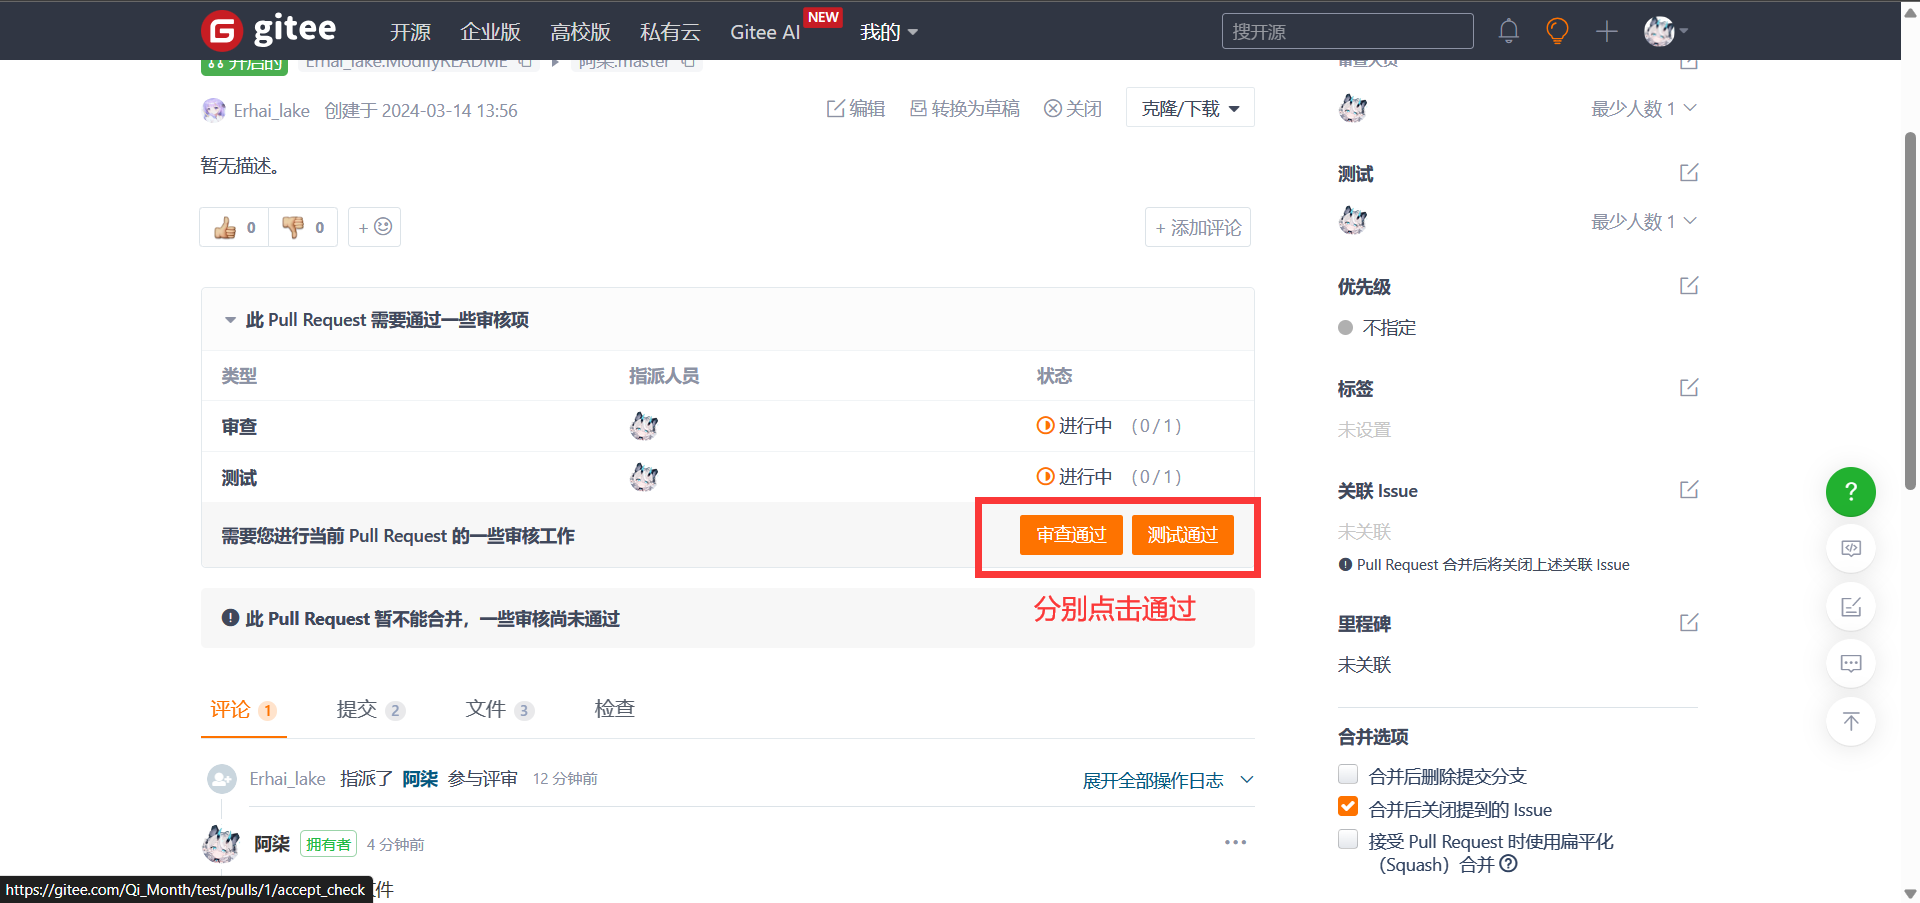 gitee
开源
企业版
高校版
私有云
Gitee AI
NEW
我的
搜开源
开启的
Erhai_lake:ModifyREADME
阿柒:master
审查人员
Erhai_lake 创建于 2024-03-14 13:56
编辑
转换为草稿
关闭
克隆/下载
最少人数 1
暂无描述。
测试
最少人数 1
0
0
+
+ 添加评论
优先级
不指定
此 Pull Request 需要通过一些审核项
类型
指派人员
状态
标签
未设置
审查
进行中 (0/1)
测试
进行中 (0/1)
关联 Issue
未关联
Pull Request 合并后将关闭上述关联 Issue
需要您进行当前 Pull Request 的一些审核工作
审查通过
测试通过
分别点击通过
此 Pull Request 暂不能合并，一些审核尚未通过
里程碑
未关联
评论 1
提交 2
文件 3
检查
合并选项
合并后删除提交分支
合并后关闭提到的 Issue
接受 Pull Request 时使用扁平化
（Squash）合并
Erhai_lake 指派了 阿柒 参与评审 12 分钟前
展开全部操作日志
阿柒 拥有者 4 分钟前
https://gitee.com/Qi_Month/test/pulls/1/accept_check
件
?